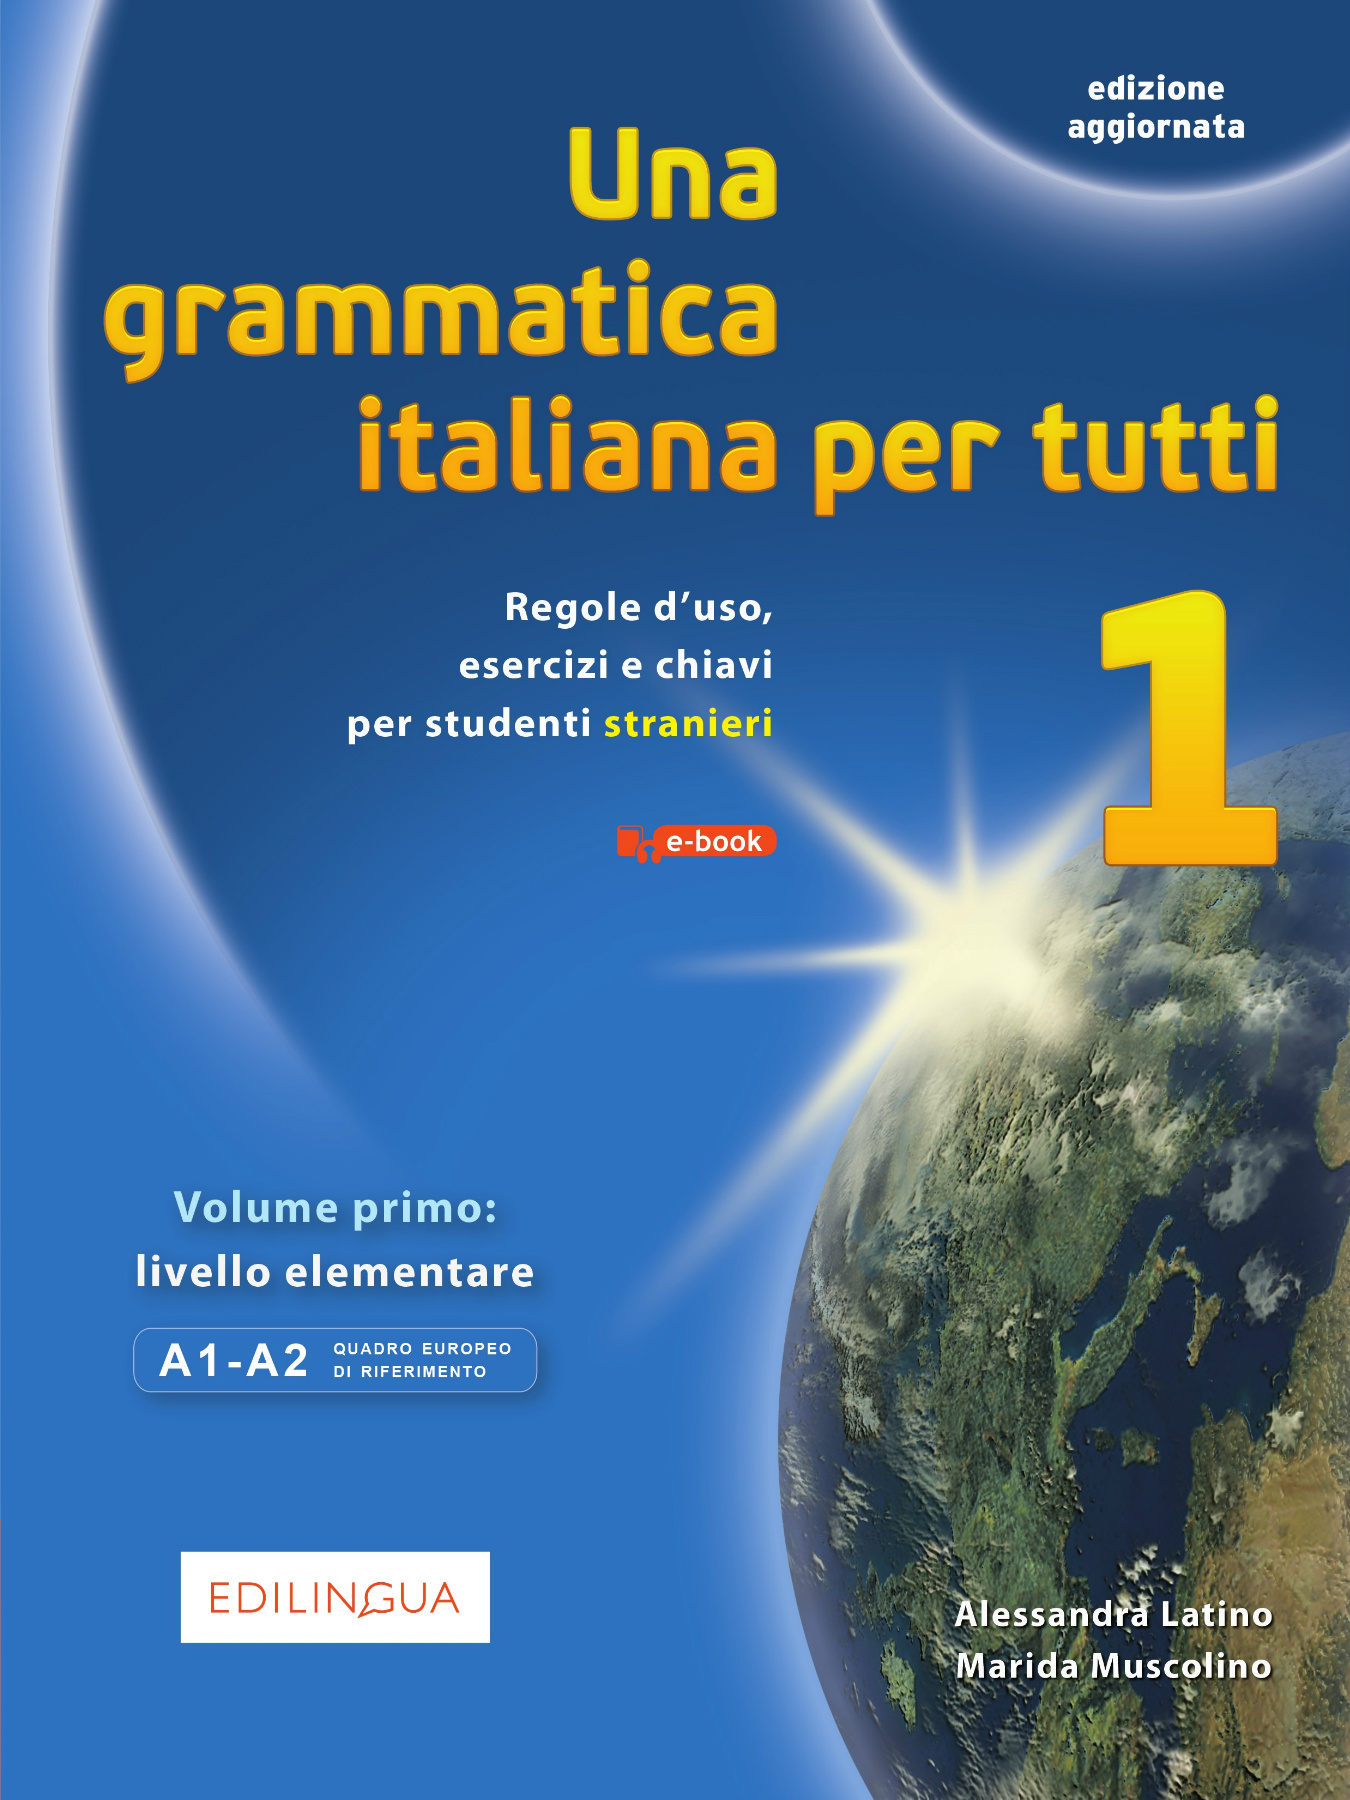 edizione
aggiornata
Una
grammatica
italiana per tutti
1
Regole d’uso,
esercizi e chiavi
per studenti stranieri
e-book
Volume primo:
livello elementare
A1-A2 QUADRO EUROPEO
DI RIFERIMENTO
EDILINGUA
Alessandra Latino
Marida Muscolino